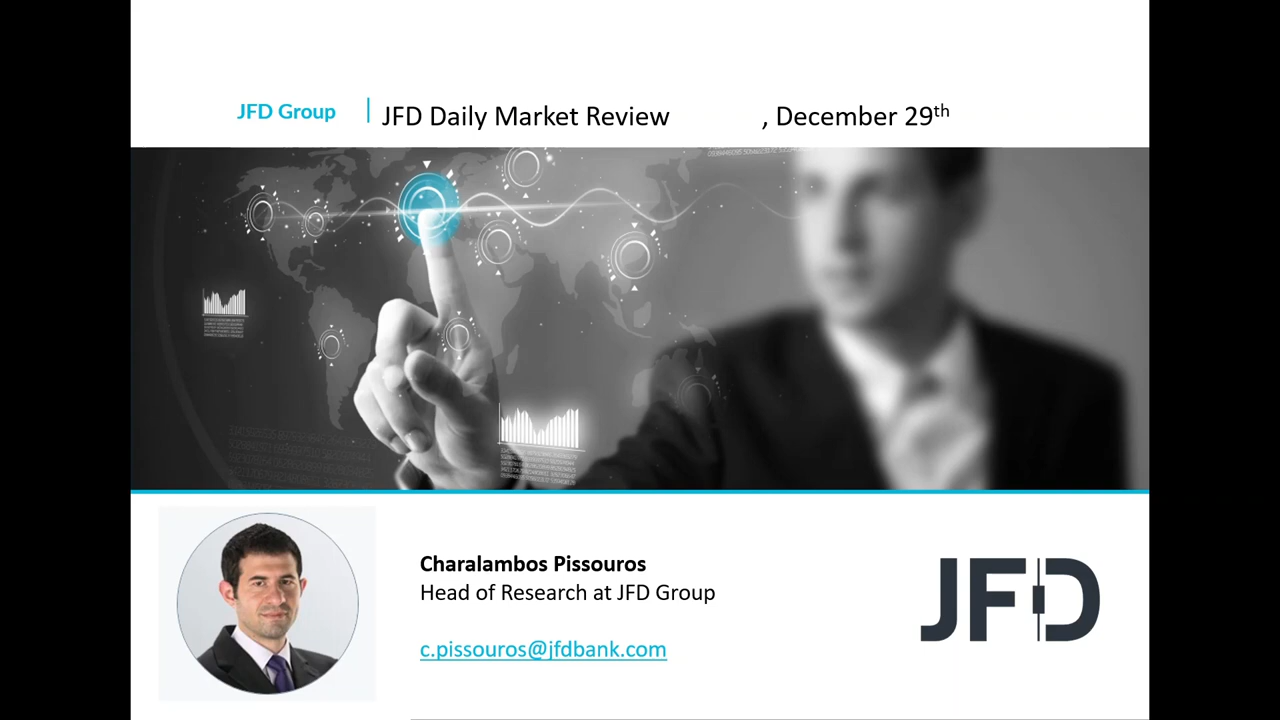 JFD Group
JFD Daily Market Review , December 29th
Charalambos Pissouros
Head of Research at JFD Group
c.pissouros@jfdbank.com
JFD